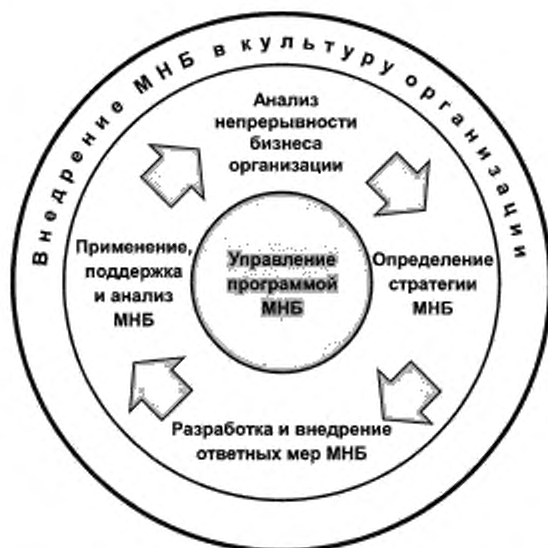 Внедрение МНБ в культуру организации
Анализ
непрерывности
бизнеса
организации
Применение,
поддержка
и анализ
МНБ
Управление
программой
МНБ
Определение
стратегии
МНБ
Разработка и внедрение
ответных мер МНБ